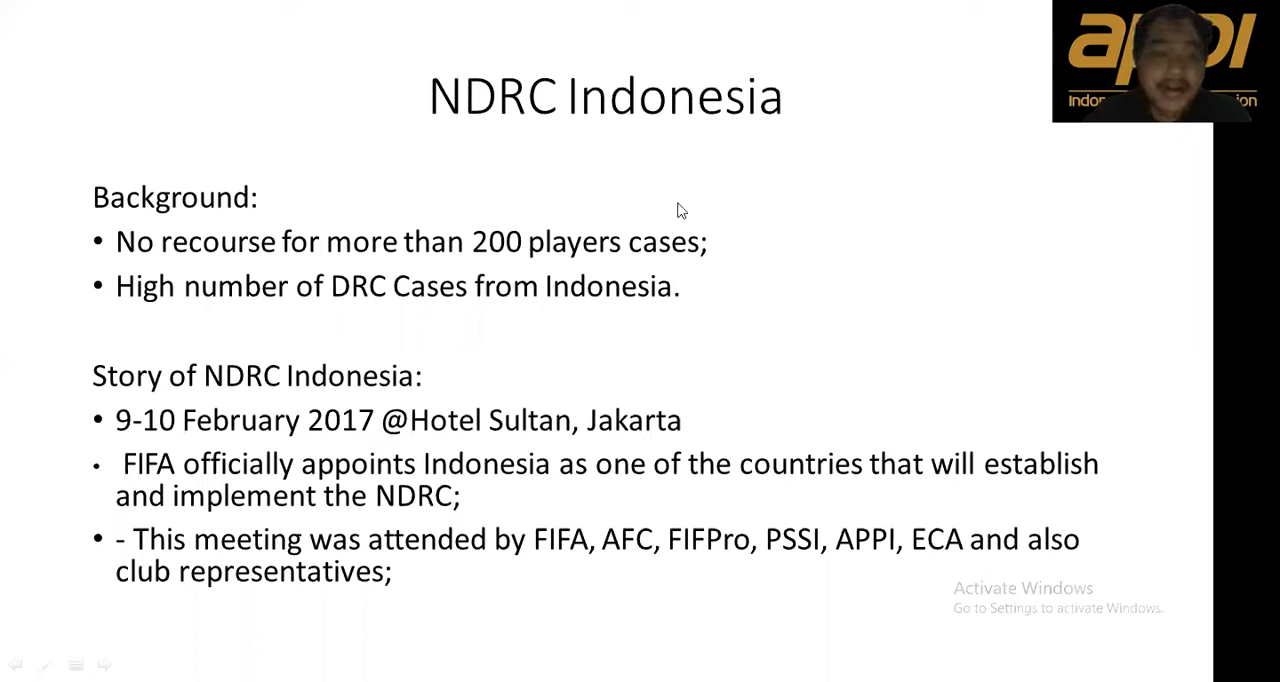 NDRC Indonesia
appi
Background:
• No recourse for more than 200 players cases;
• High number of DRC Cases from Indonesia.
Story of NDRC Indonesia:
• 9-10 February 2017 @Hotel Sultan, Jakarta
• FIFA officially appoints Indonesia as one of the countries that will establish
and implement the NDRC;
• - This meeting was attended by FIFA, AFC, FIFPro, PSSI, APPI, ECA and also
club representatives;
Activate Windows
Go to Settings to activate Windows.